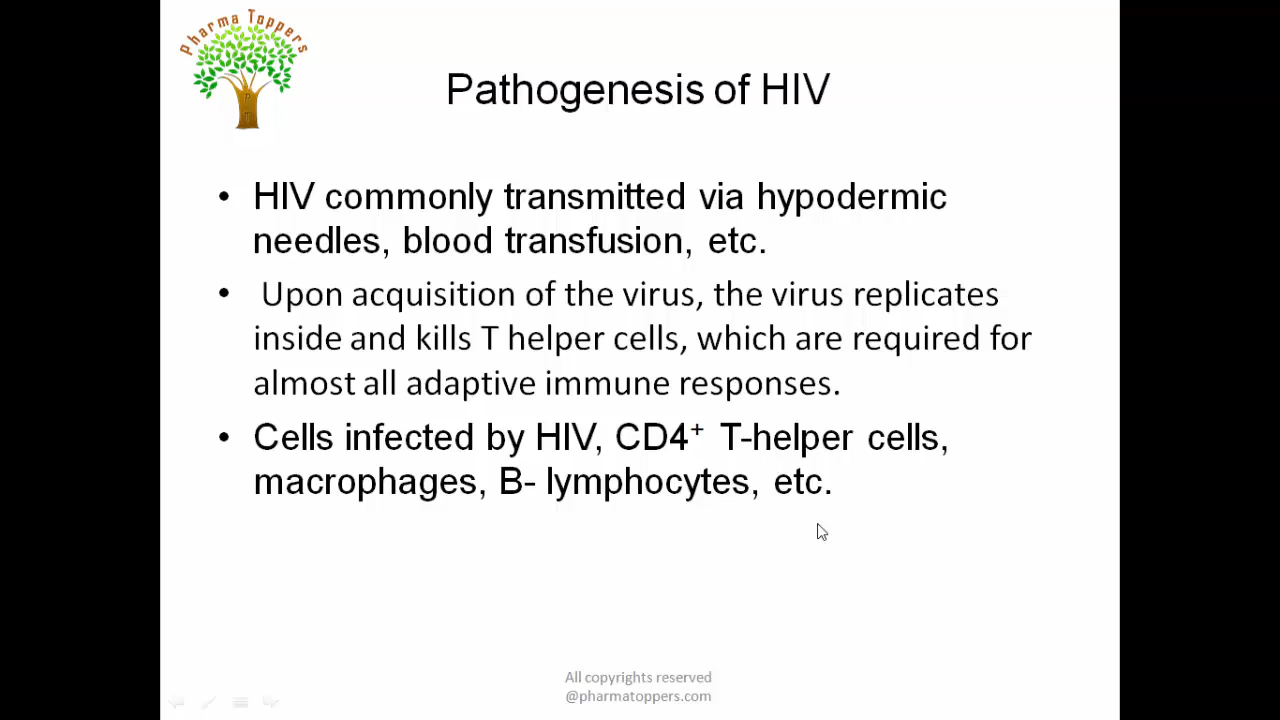 Pharma Toppers
Pathogenesis of HIV
• HIV commonly transmitted via hypodermic
needles, blood transfusion, etc.
• Upon acquisition of the virus, the virus replicates
inside and kills T helper cells, which are required for
almost all adaptive immune responses.
• Cells infected by HIV, CD4⁺ T-helper cells,
macrophages, B- lymphocytes, etc.
All copyrights reserved
@pharmatoppers.com